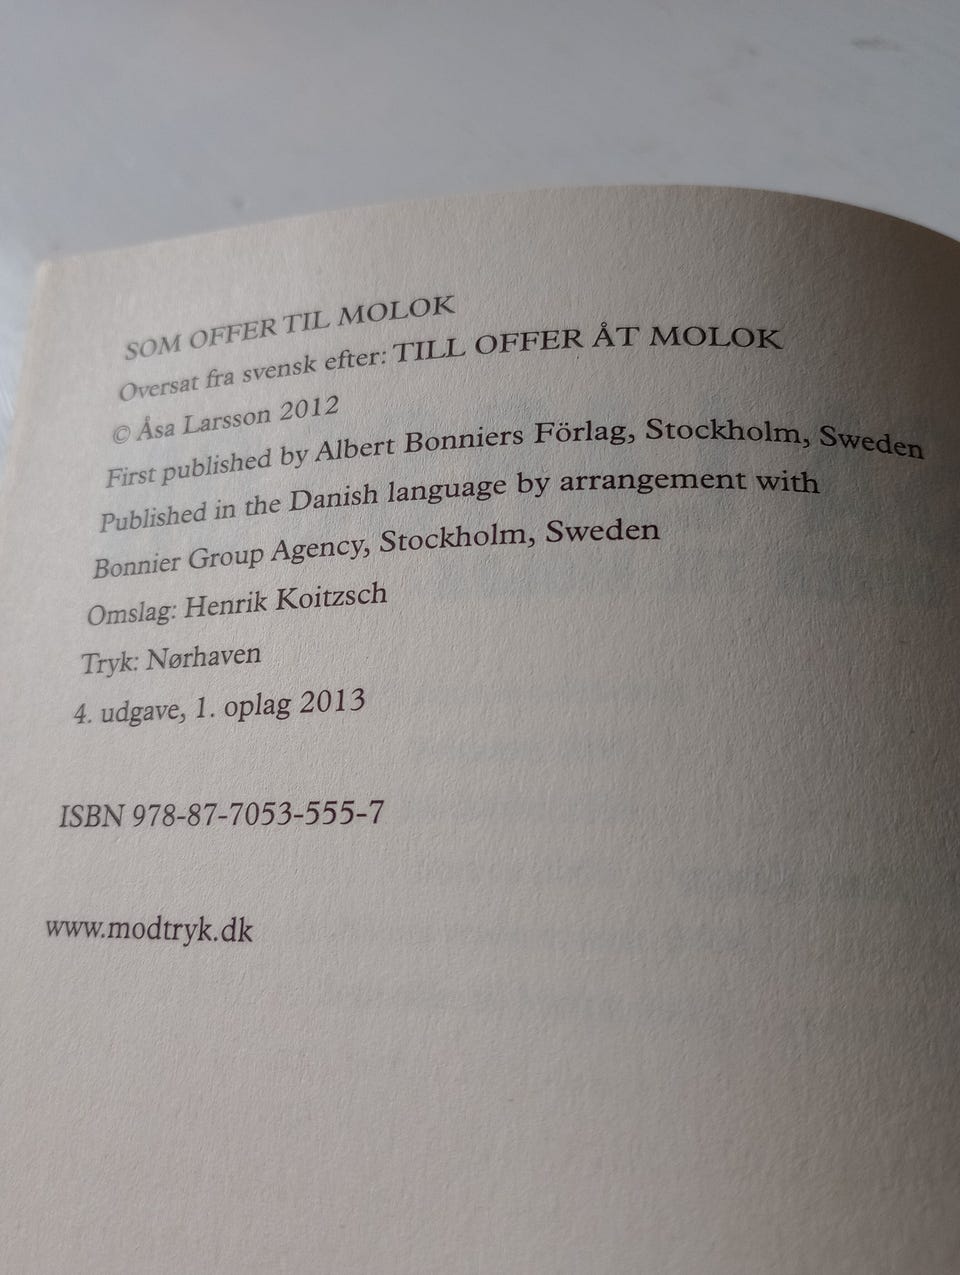 SOM OFFER TIL MOLOK
Oversat fra svensk efter: TILL OFFER ÅT MOLOK
© Åsa Larsson 2012
First published by Albert Bonniers Förlag, Stockholm, Sweden
Published in the Danish language by arrangement with
Bonnier Group Agency, Stockholm, Sweden
Omslag: Henrik Koitzsch
Tryk: Nørhaven
4. udgave, 1. oplag 2013
ISBN 978-87-7053-555-7
www.modtryk.dk